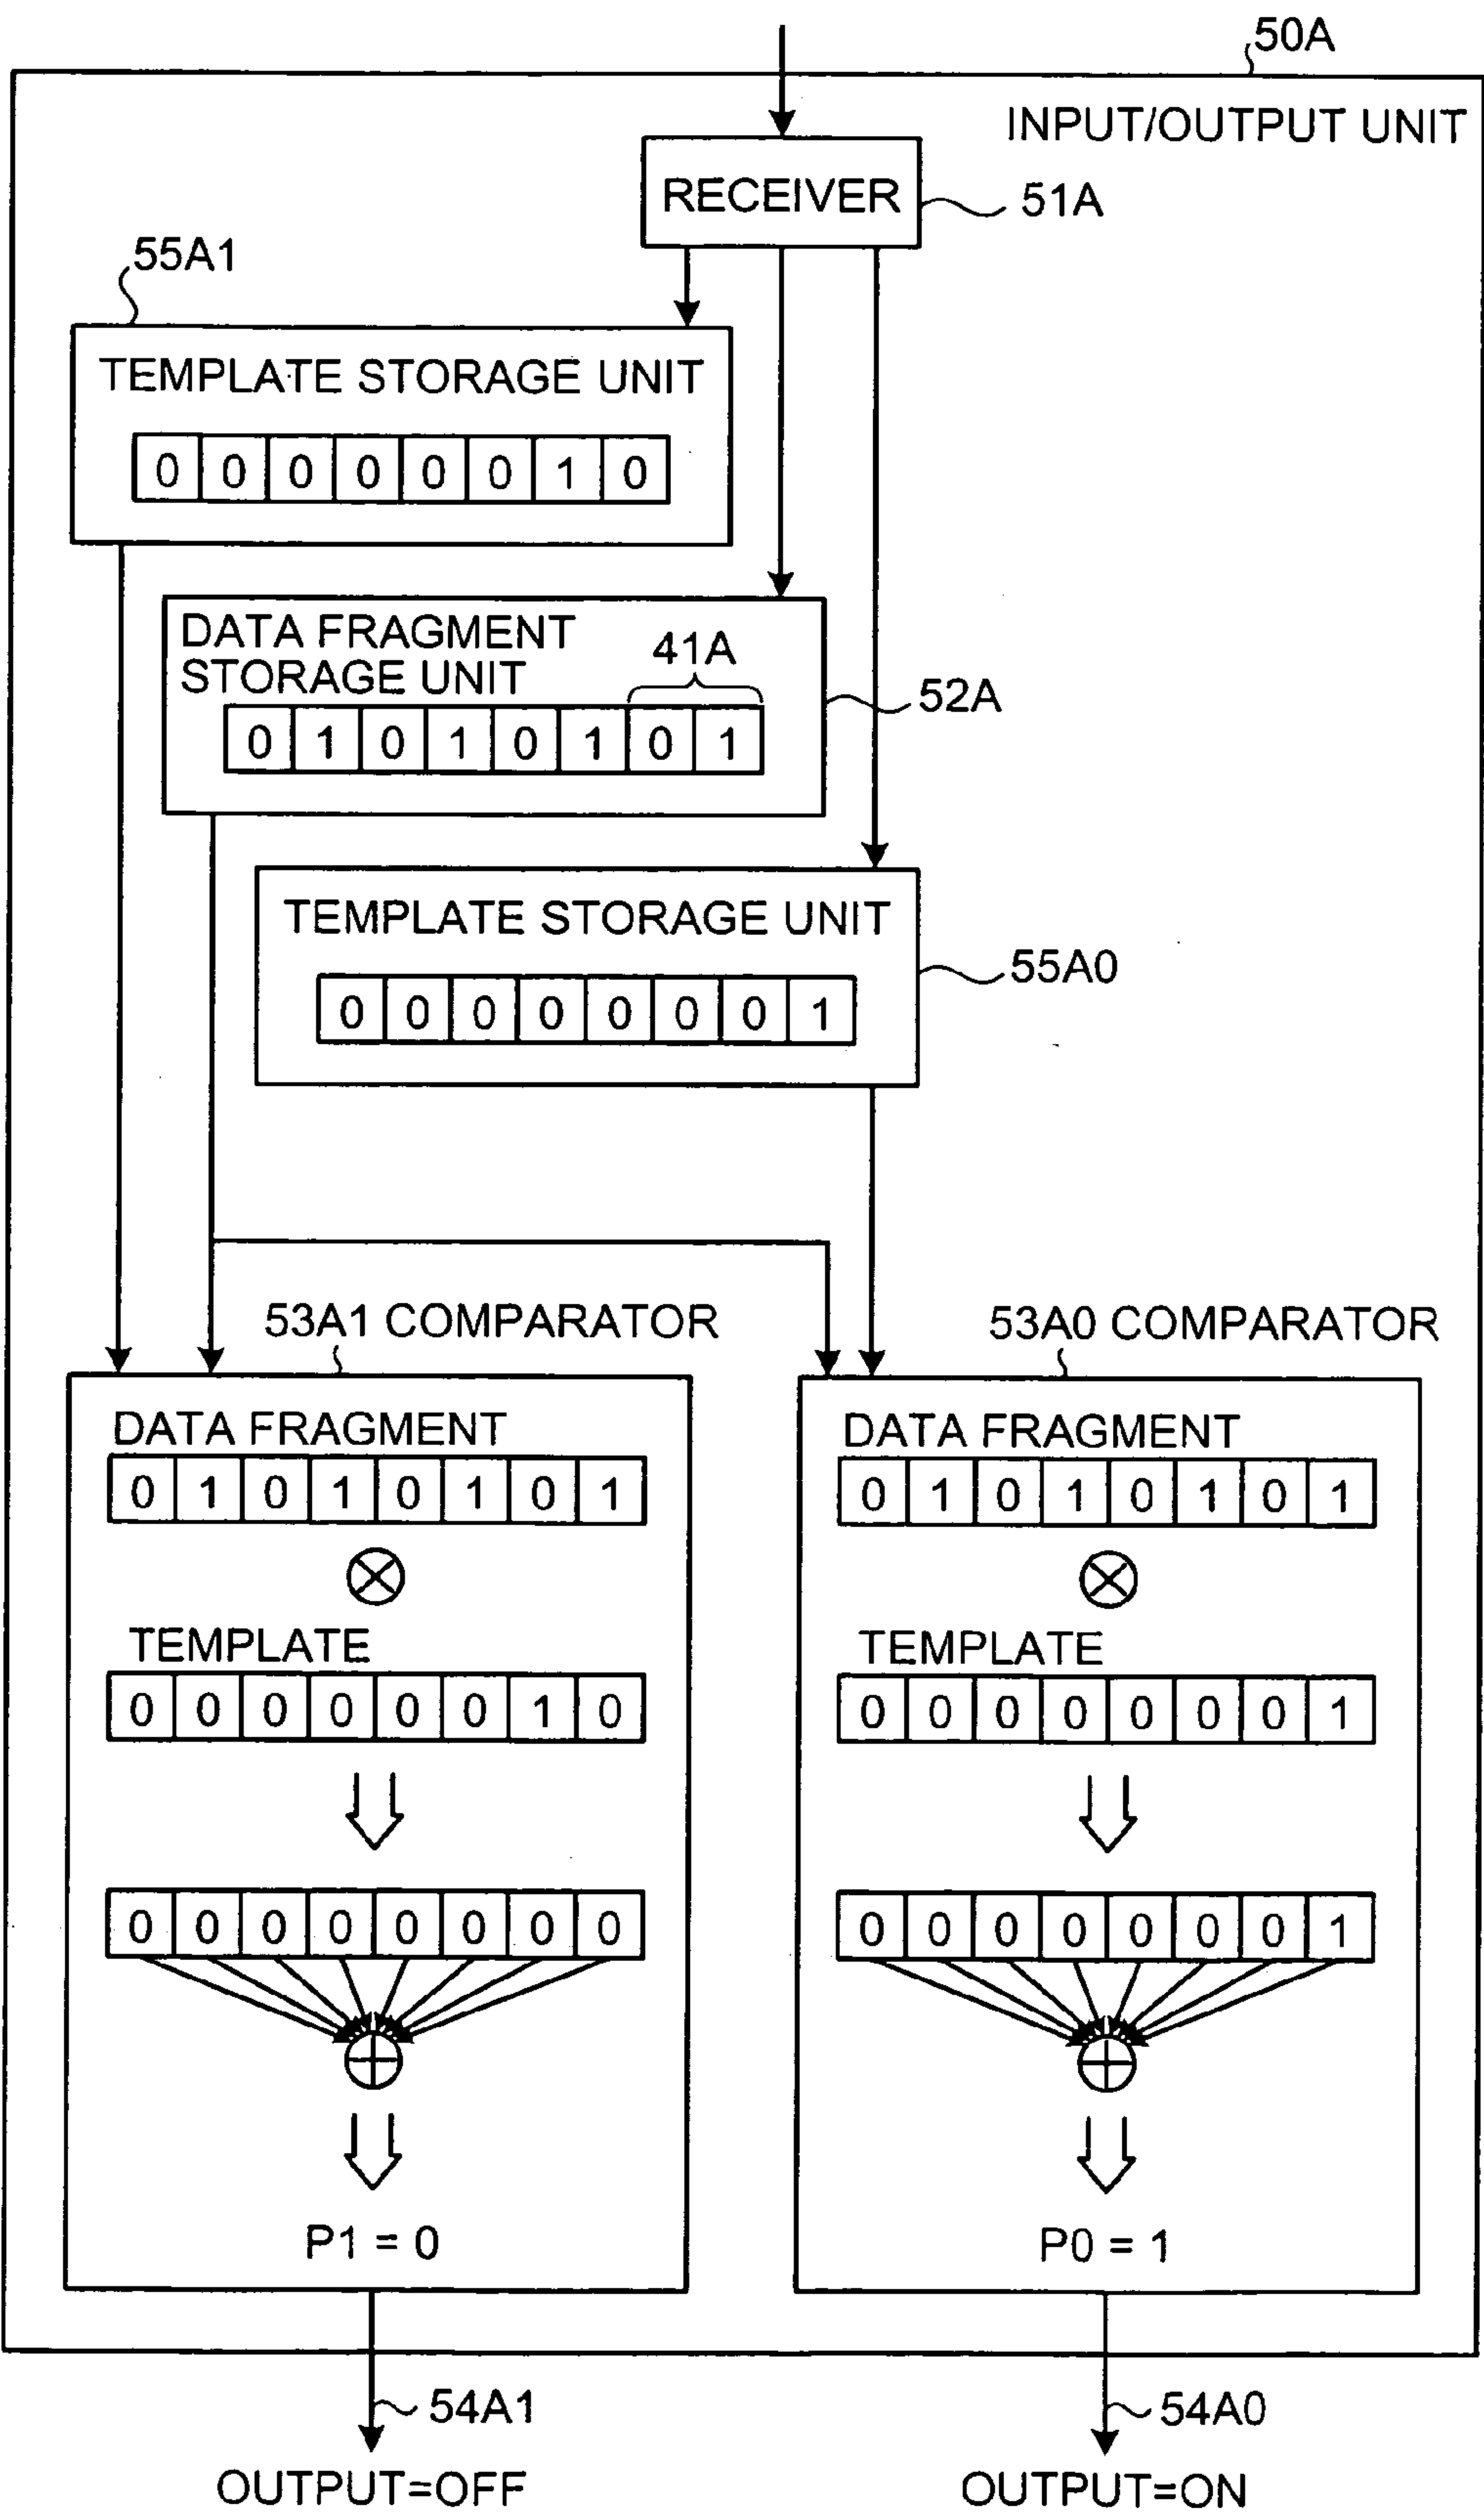 50A
INPUT/OUTPUT UNIT
RECEIVER
51A
55A1
TEMPLATE STORAGE UNIT
0 0 0 0 0 0 1 0
DATA FRAGMENT
STORAGE UNIT
41A
52A
0 1 0 1 0 1 0 1
TEMPLATE STORAGE UNIT
55A0
0 0 0 0 0 0 0 1
53A1 COMPARATOR
DATA FRAGMENT
0 1 0 1 0 1 0 1
TEMPLATE
0 0 0 0 0 0 1 0
0 0 0 0 0 0 0 0
P1 = 0
54A1
OUTPUT=OFF
53A0 COMPARATOR
DATA FRAGMENT
0 1 0 1 0 1 0 1
TEMPLATE
0 0 0 0 0 0 0 1
0 0 0 0 0 0 0 1
P0 = 1
54A0
OUTPUT=ON